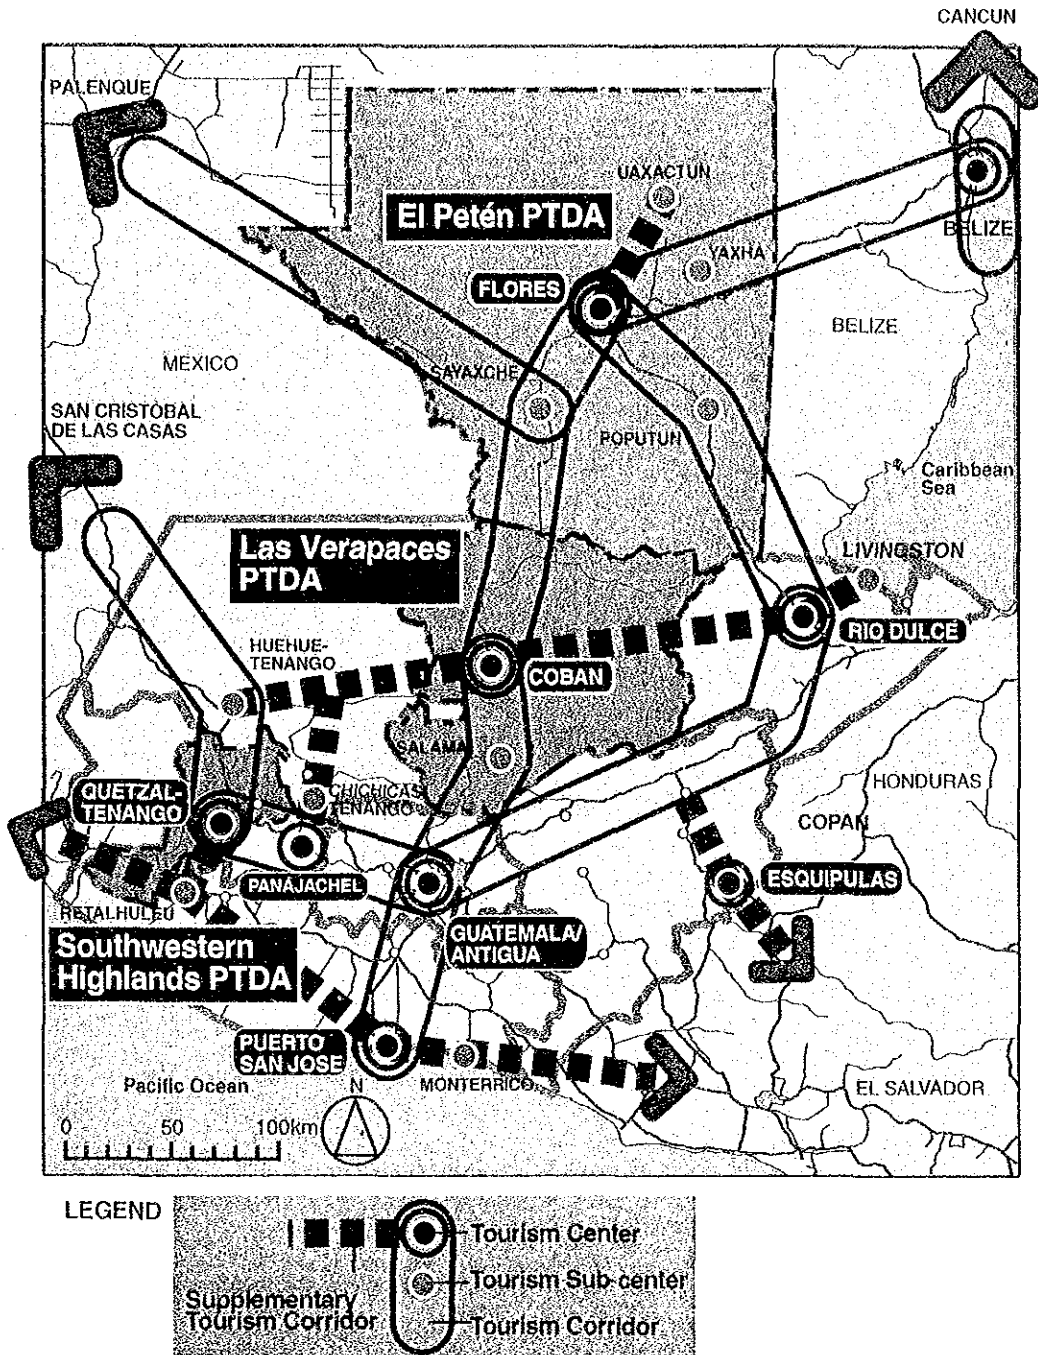 CANCUN
PALENQUE
UAXACTUN
El Petén PTDA
YAXHA
BELIZE
FLORES
BELIZE
MEXICO
SAYAXCHE
SAN CRISTOBAL
DE LAS CASAS
POPUTUN
Caribbean
Sea
Las Verapaces
PTDA
LIVINGSTON
HUEHUE-
TENANGO
RIO DULCE
COBAN
SALAMA
HONDURAS
QUETZAL-
TENANGO
CHICHICAS
TENANGO
COPAN
PANAJACHEL
ESQUIPULAS
RETALHULEU
GUATEMALA/
ANTIGUA
Southwestern
Highlands PTDA
PUERTO
SAN JOSE
Pacific Ocean
N
MONTERRICO
EL SALVADOR
0 50 100km
LEGEND
Tourism Center
Tourism Sub center
Supplementary
Tourism Corridor
Tourism Corridor